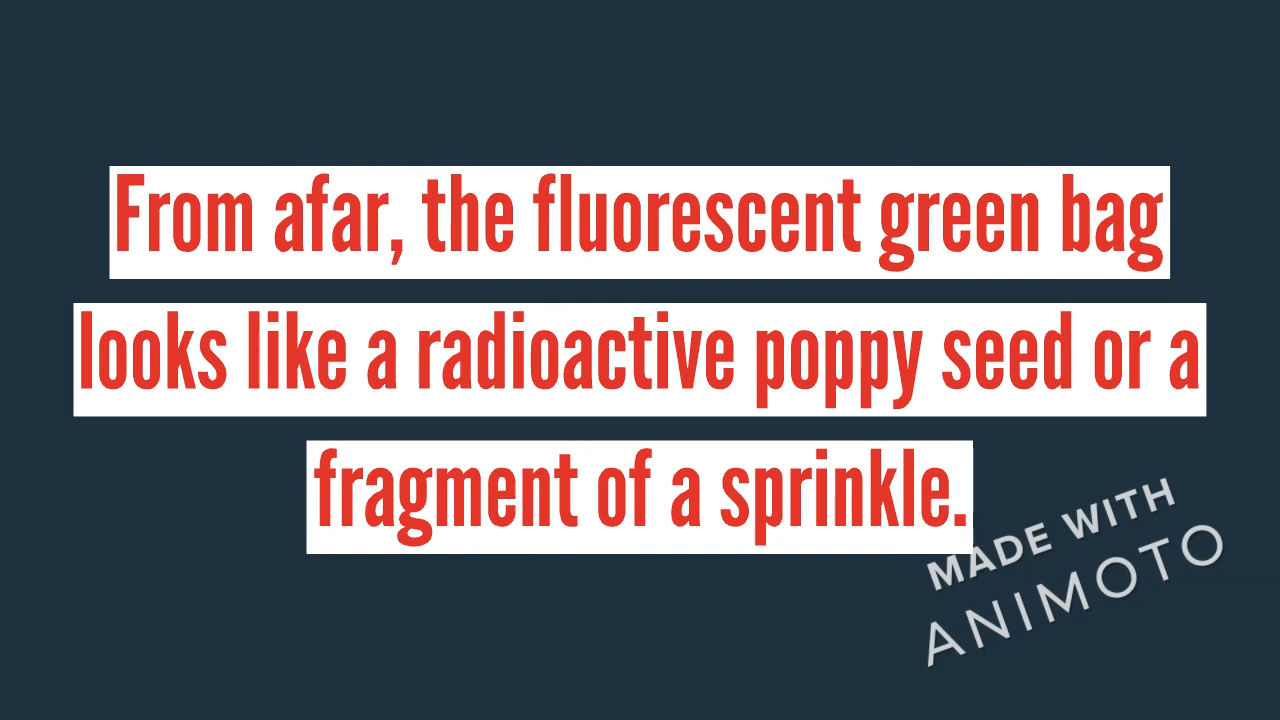 From afar, the fluorescent green bag
looks like a radioactive poppy seed or a
fragment of a sprinkle.
MADE WITH
ANIMOTO